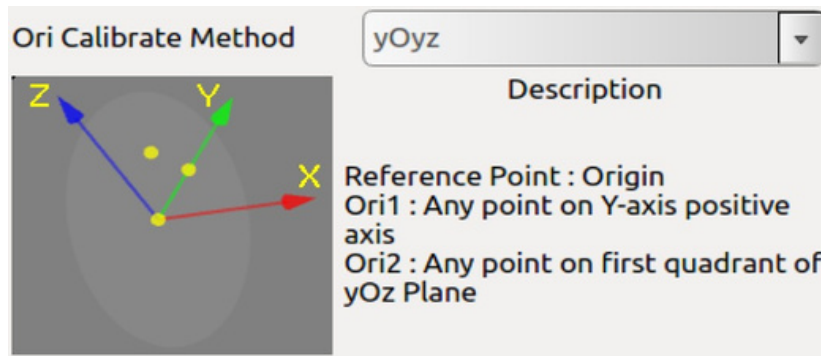 Ori Calibrate Method
yOyz
Description
Z
Y
X
Reference Point : Origin
Ori1 : Any point on Y-axis positive
axis
Ori2 : Any point on first quadrant of
yOz Plane